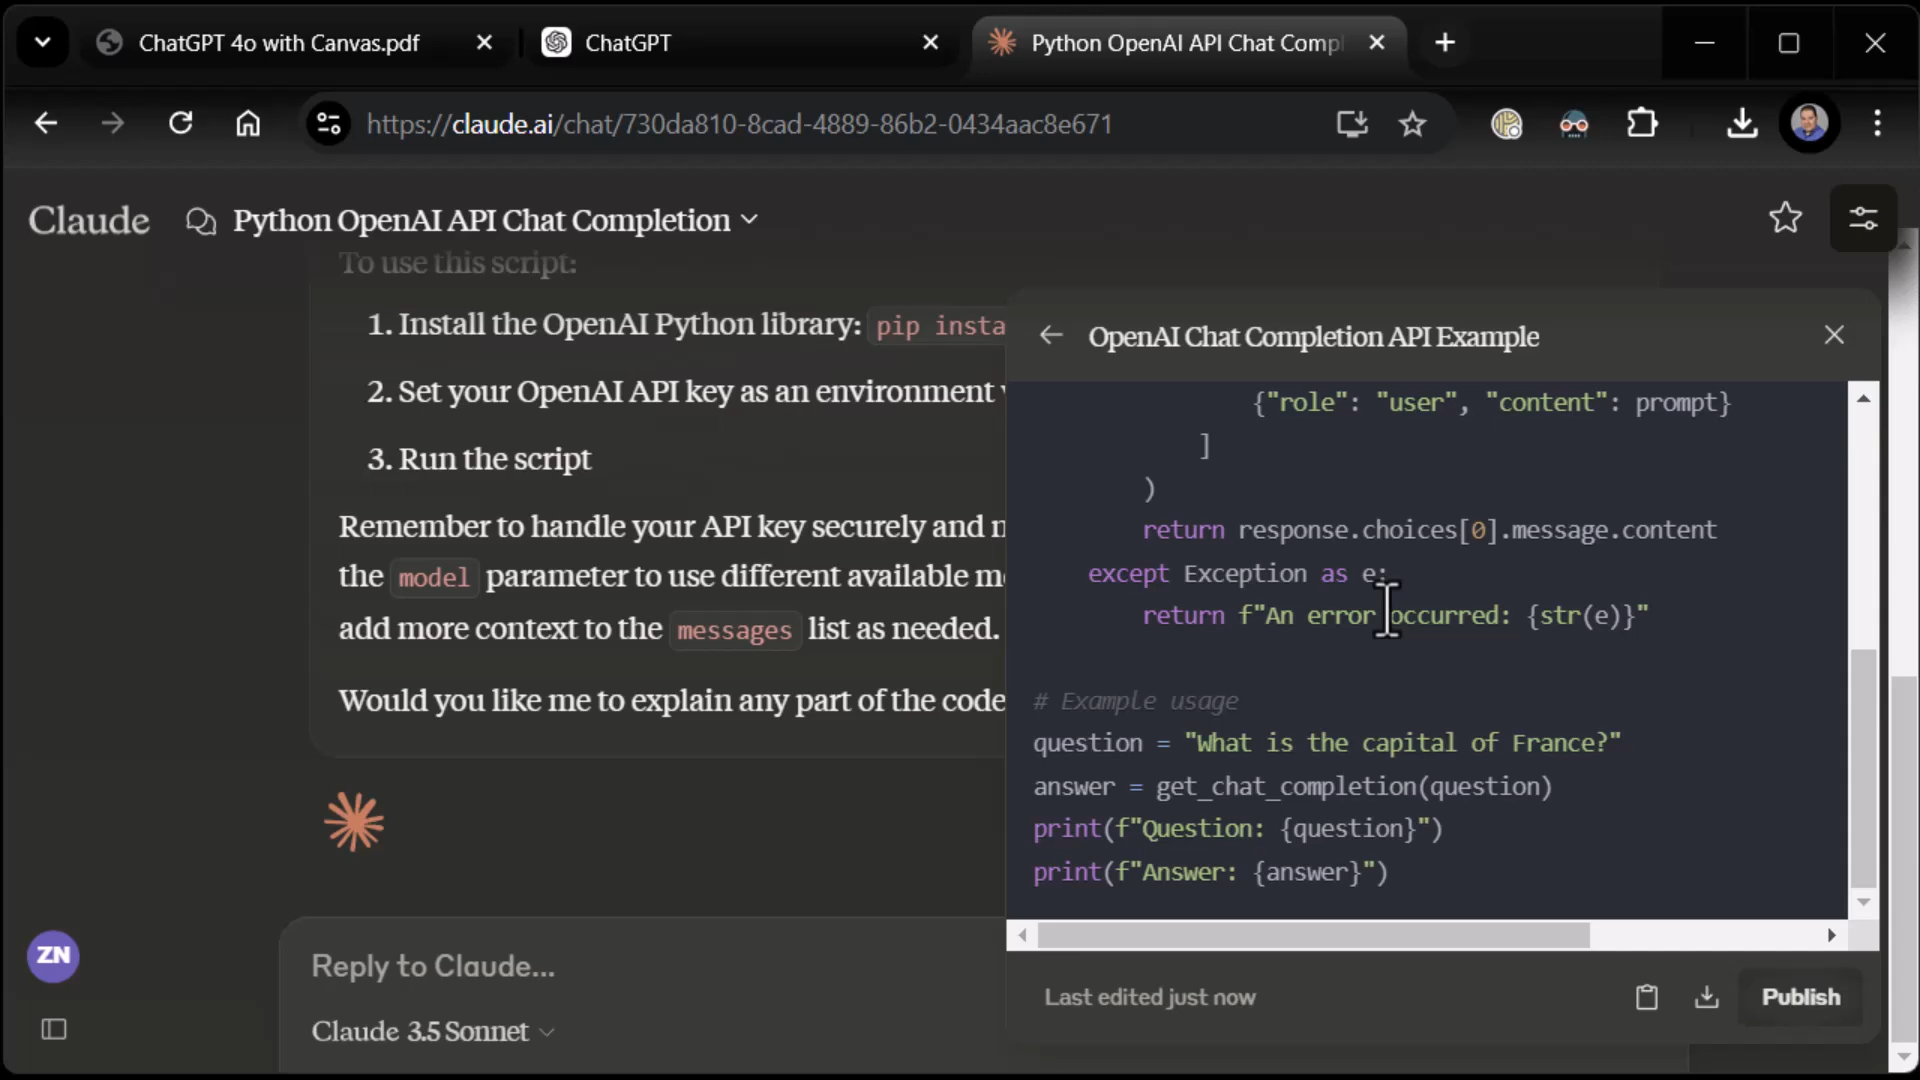 ChatGPT 4o with Canvas.pdf
ChatGPT
Python OpenAI API Chat Compl
https://claude.ai/chat/730da810-8cad-4889-86b2-0434aac8e671
Claude
Python OpenAI API Chat Completion
To use this script:
1. Install the OpenAI Python library: pip insta
2. Set your OpenAI API key as an environment
3. Run the script
Remember to handle your API key securely and
the model parameter to use different available
add more context to the messages list as needed.
Would you like me to explain any part of the code
OpenAI Chat Completion API Example
{"role": "user", "content": prompt}
]
)
return response.choices[0].message.content
except Exception as e:
return f"An error occurred: {str(e)}"
# Example usage
question = "What is the capital of France?"
answer = get_chat_completion(question)
print(f"Question: {question}")
print(f"Answer: {answer}")
Last edited just now
Publish
ZN
Reply to Claude...
Claude 3.5 Sonnet